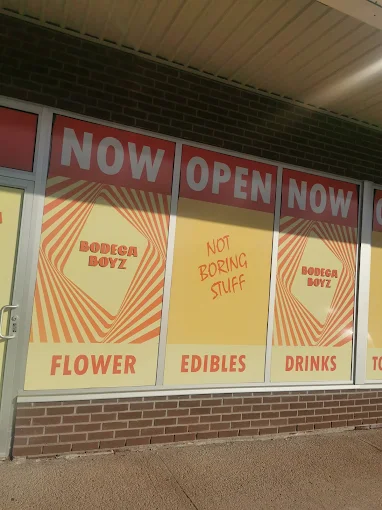 NOW OPEN NOW
BODEGA
BOYZ
NOT
BORING
STUFF
BODEGA
BOYZ
FLOWER EDIBLES DRINKS